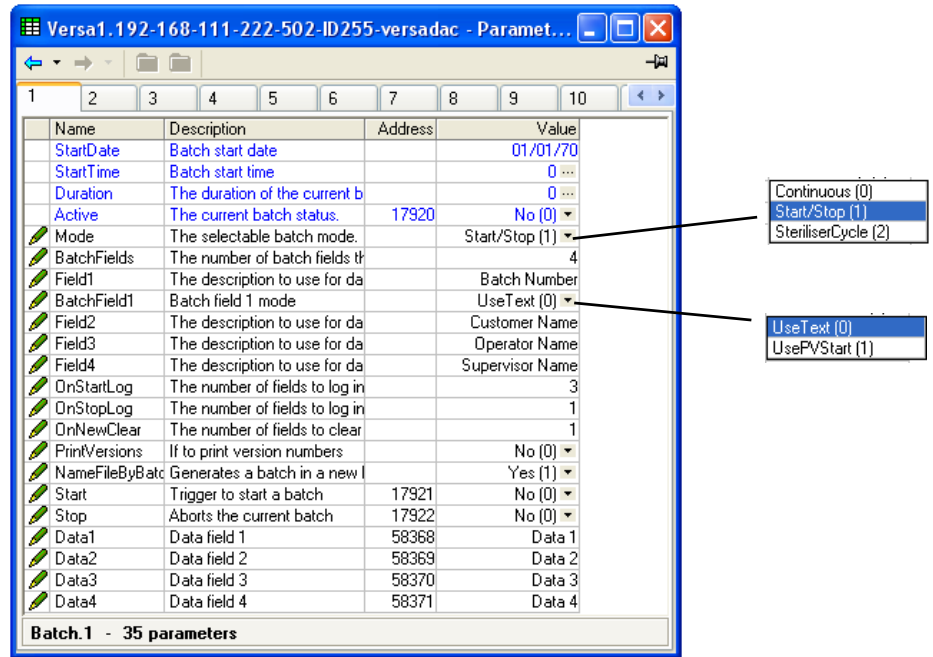 Versa1.192-168-111-222-502-ID255-versadac - Paramet...
1 2 3 4 5 6 7 8 9 10
Name Description Address Value
StartDate Batch start date 01/01/70
StartTime Batch start time 0 ...
Duration The duration of the current b 0 ...
Active The current batch status. 17920 No (0)
Mode The selectable batch mode. Start/Stop (1)
BatchFields The number of batch fields th 4
Field1 The description to use for da Batch Number
BatchField1 Batch field 1 mode UseText (0)
Field2 The description to use for da Customer Name
Field3 The description to use for da Operator Name
Field4 The description to use for da Supervisor Name
OnStartLog The number of fields to log in 3
OnStopLog The number of fields to log in 1
OnNewClear The number of fields to clear 1
PrintVersions If to print version numbers No (0)
NameFileByBatc Generates a batch in a new l Yes (1)
Start Trigger to start a batch 17921 No (0)
Stop Aborts the current batch 17922 No (0)
Data1 Data field 1 58368 Data 1
Data2 Data field 2 58369 Data 2
Data3 Data field 3 58370 Data 3
Data4 Data field 4 58371 Data 4
Batch.1 - 35 parameters
Continuous (0)
Start/Stop (1)
SteriliserCycle (2)
UseText (0)
UsePVStart (1)